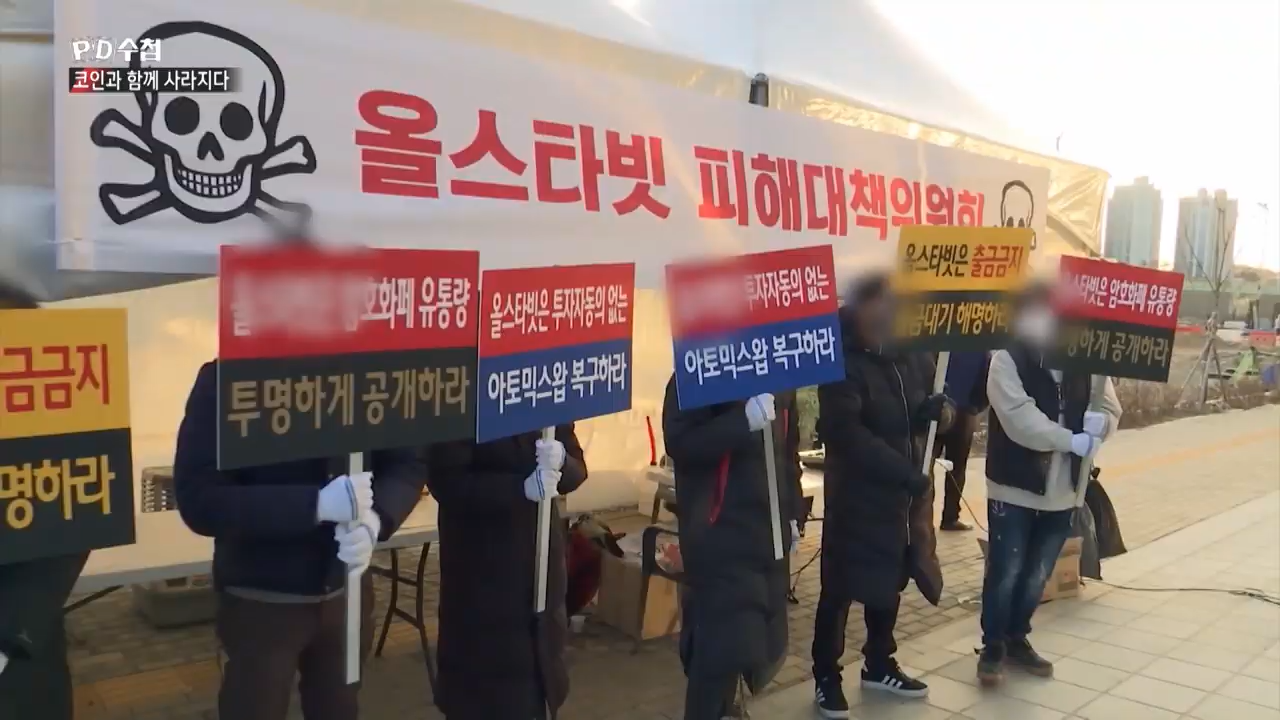 PD수첩
코인과 함께 사라지다
올스타빗 피해대책위원회
금금지
명하라
암호화폐 유통량
투명하게 공개하라
올스타빗은 투자자동의 없는
아토믹스왑 복구하라
투자자동의 없는
아토믹스왑 복구하라
올스타빗은 출금금지
금대기 해명하라
스타빗은 암호화폐 유통량
명하게 공개하라